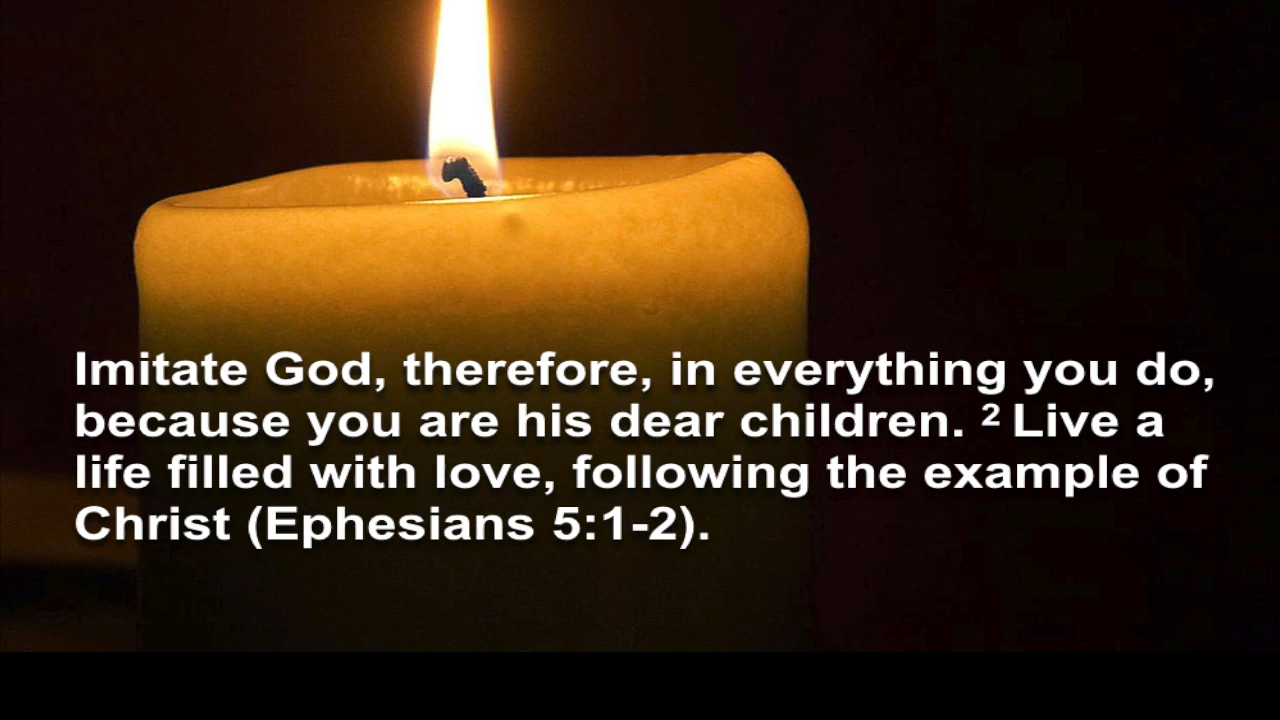 Imitate God, therefore, in everything you do,
because you are his dear children. ² Live a
life filled with love, following the example of
Christ (Ephesians 5:1-2).